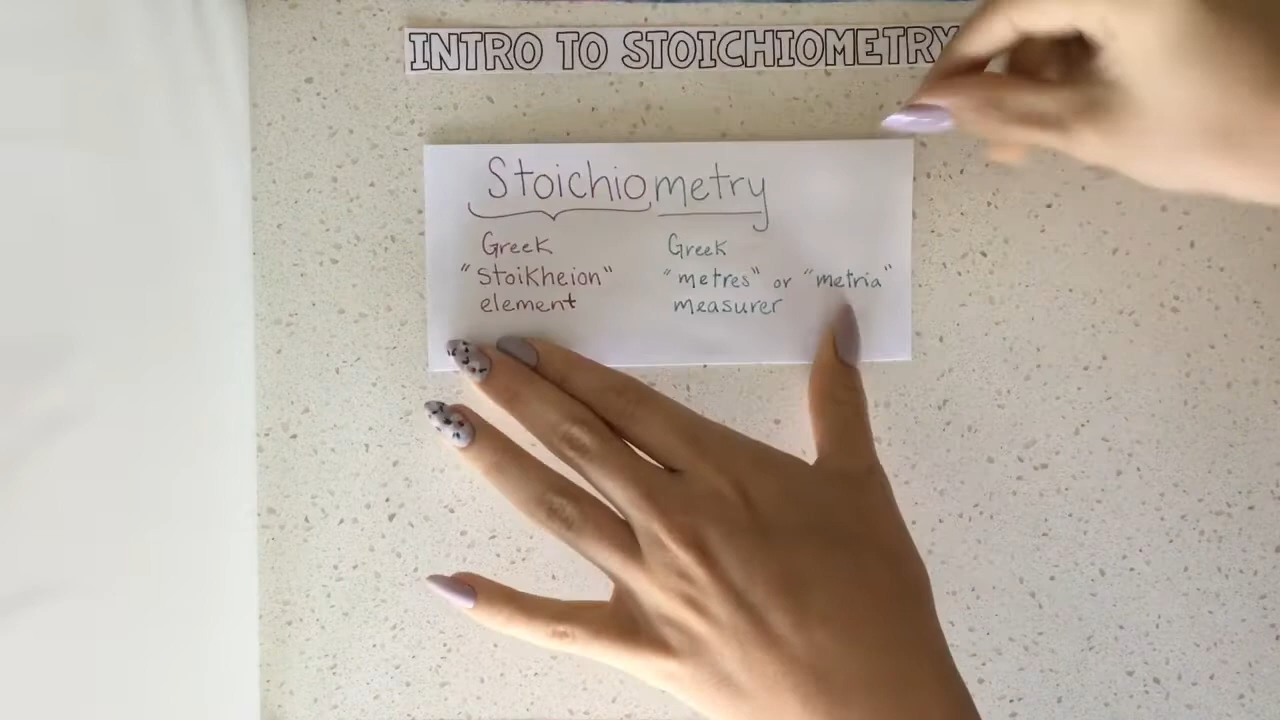 INTRO TO STOICHIOMETRY
Stoichiometry
Greek Greek
"Stoikheion" "metres" or "metria"
element measurer